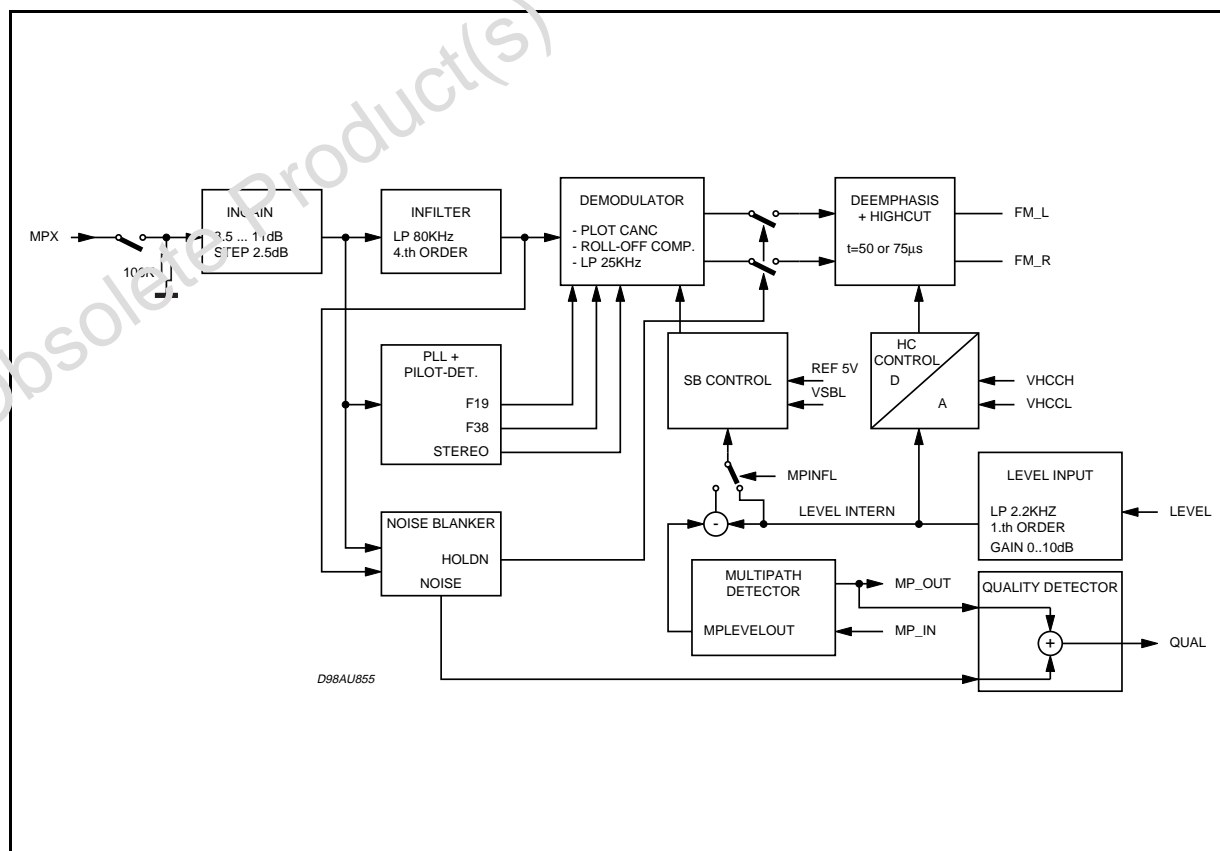 Obsolete Product(s)
MPX
100K
INGAIN
3.5 ... 11dB
STEP 2.5dB
INFILTER
LP 80KHz
4.th ORDER
DEMODULATOR
- PLOT CANC
- ROLL-OFF COMP.
- LP 25KHz
DEEMPHASIS
+ HIGHCUT
t=50 or 75µs
FM_L
FM_R
PLL +
PILOT-DET.
F19
F38
STEREO
SB CONTROL
REF 5V
VSBL
HC
CONTROL
D
A
VHCCH
VHCCL
MPINFL
LEVEL INTERN
-
LEVEL INPUT
LP 2.2KHZ
1.th ORDER
GAIN 0..10dB
LEVEL
NOISE BLANKER
HOLDN
NOISE
MULTIPATH
DETECTOR
MPLEVELOUT
MP_OUT
MP_IN
QUALITY DETECTOR
+
QUAL
D98AU855